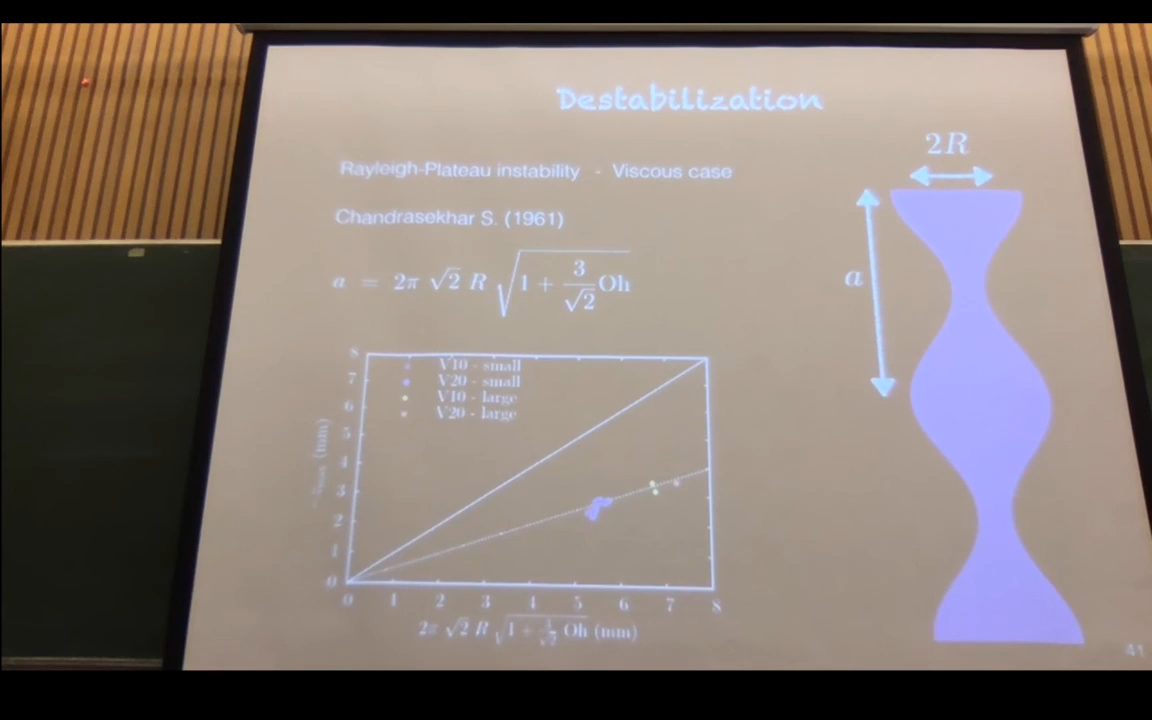 Destabilization
Rayleigh-Plateau instability - Viscous case
Chandrasekhar S. (1961)
a = 2π √2 R √(1 + 3/√2 Oh)
2R
a
V10 - small
V20 - small
V10 - large
V20 - large
8
7
6
5
4
3
2
1
0
(mm)
0 1 2 3 4 5 6 7 8
2π √2 R √(1 + /√2 Oh) (mm)
41